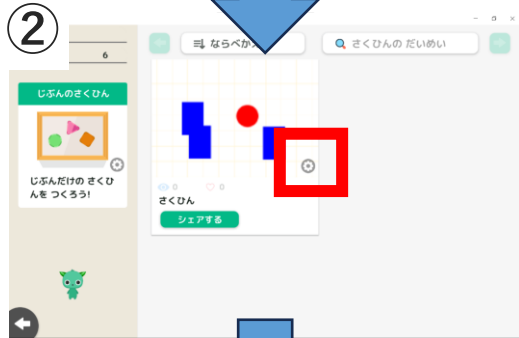 ②
6
ならべか
さくひんの だいめい
じぶんのさくひん
じぶんだけの さくひ
んを つくろう!
0 0
さくひん
シェアする